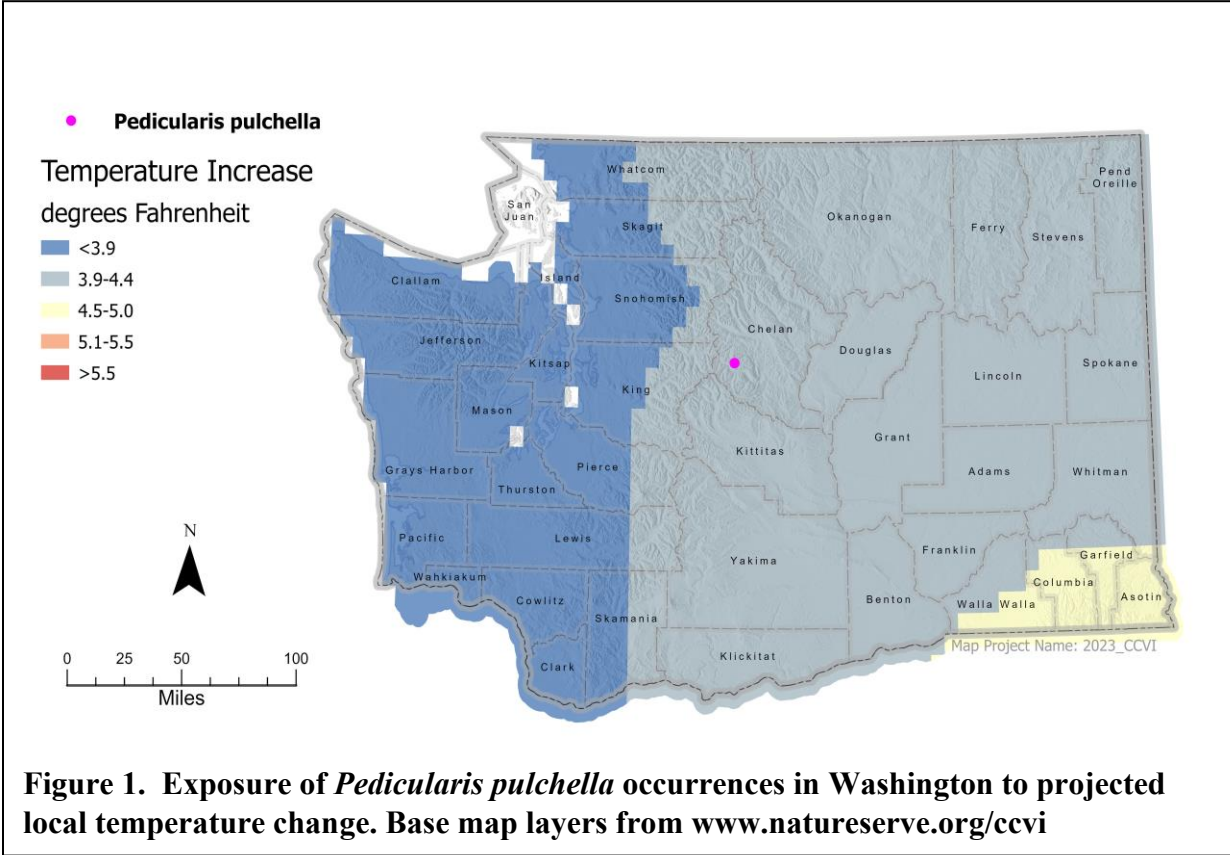 Pedicularis pulchella
Temperature Increase
degrees Fahrenheit
<3.9
3.9-4.4
4.5-5.0
5.1-5.5
>5.5
Whatcom
Pend
Oreille
San
Juan
Okanogan
Skagit
Ferry
Stevens
Clallam
Island
Snohomish
Chelan
Jefferson
Douglas
Kitsap
Spokane
King
Lincoln
Mason
Grant
Kittitas
Grays Harbor
Pierce
Adams
Whitman
Thurston
Pacific
Lewis
Franklin
Garfield
Yakima
Wahkiakum
Columbia
Cowlitz
Benton
Walla Walla
Asotin
Skamania
Map Project Name: 2023_CCVI
Klickitat
Clark
N
0 25 50 100
Miles
Figure 1. Exposure of Pedicularis pulchella occurrences in Washington to projected
local temperature change. Base map layers from www.natureserve.org/ccvi